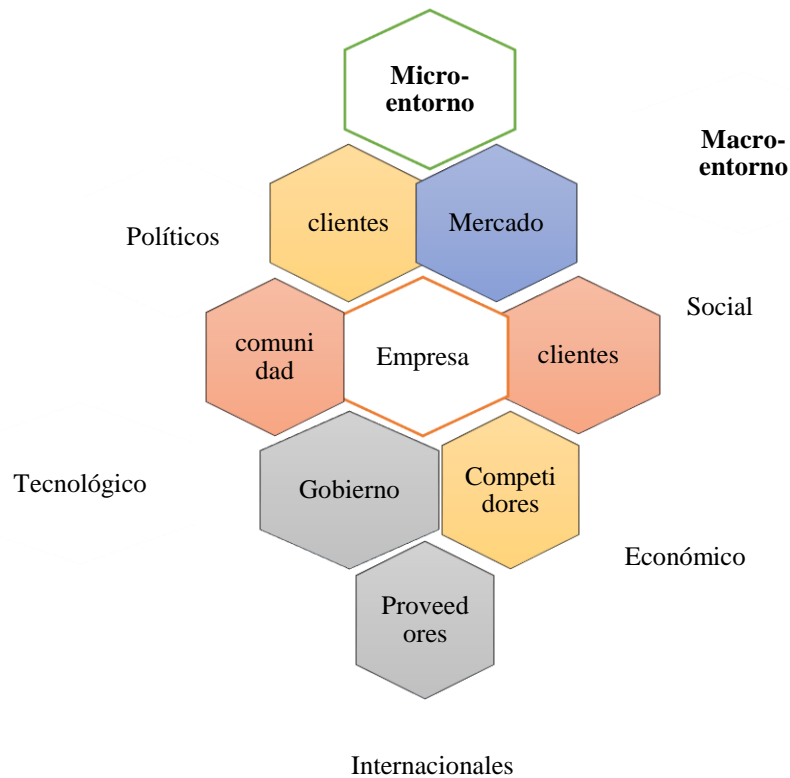 Micro-
entorno
Macro-
entorno
clientes
Mercado
Políticos
Social
comuni
dad
Empresa
clientes
Tecnológico
Gobierno
Competi
dores
Económico
Proveed
ores
Internacionales